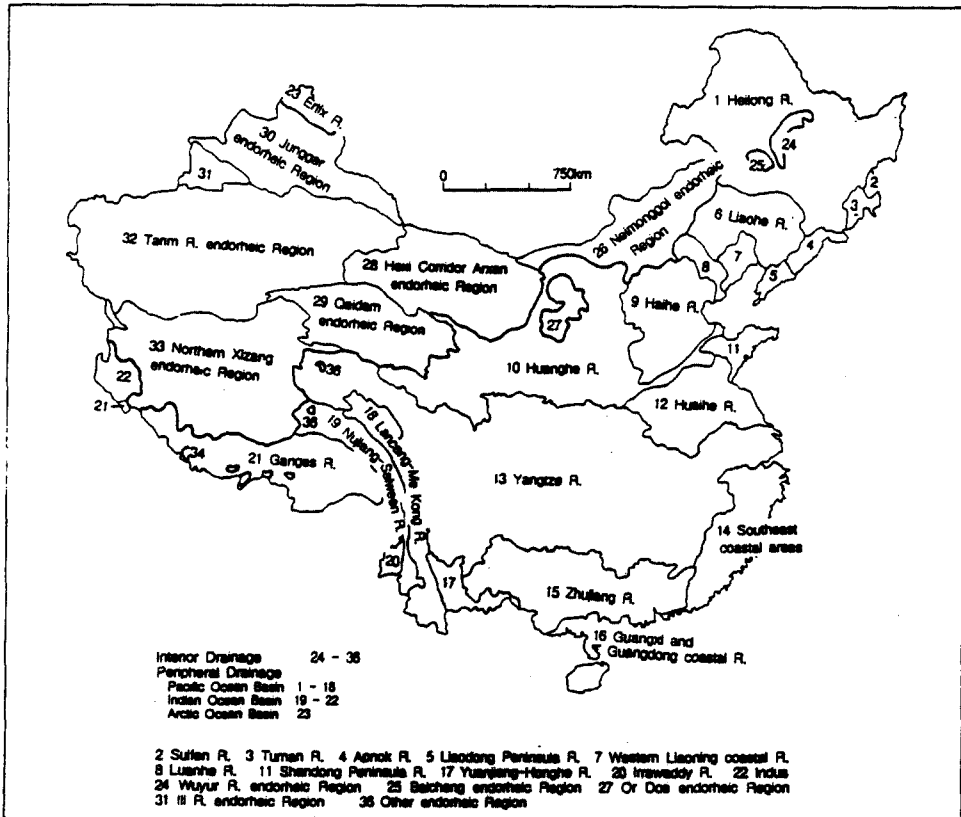 1 Heilong R.
23 Ertix R.
24
30 Junggar
endorheic
Region
25
31
0 750km
2
3
26 Neimonggol endorheic
Region
6 Liaohe R.
4
32 Tarim R. endorheic Region
7
8
5
28 Hexi Corridor Arxan
endorheic Region
29 Qaidam
endorheic Region
9 Haihe R.
27
33 Northern Xizang
endorheic Region
11
36
10 Huanghe R.
22
12 Huaihe R.
21
36
18 Lancang-Me Kong R.
19 Nujiang-Salween R.
34
21 Ganges R.
13 Yangtze R.
14 Southeast
coastal areas
20
17
15 Zhujiang R.
16 Guangxi and
Guangdong coastal R.
Interior Drainage 24 - 36
Peripheral Drainage
Pacific Ocean Basin 1 - 18
Indian Ocean Basin 19 - 22
Arctic Ocean Basin 23
2 Suifen R. 3 Tuman R. 4 Apnok R. 5 Liaodong Peninsula R. 7 Western Liaoning coastal R.
8 Luanhe R. 11 Shandong Peninsula R. 17 Yuanjiang-Honghe R. 20 Irrawaddy R. 22 Indus
24 Wuyur R. endorheic Region 25 Baicheng endorheic Region 27 Or Dos endorheic Region
31 Ili R. endorheic Region 36 Other endorheic Region